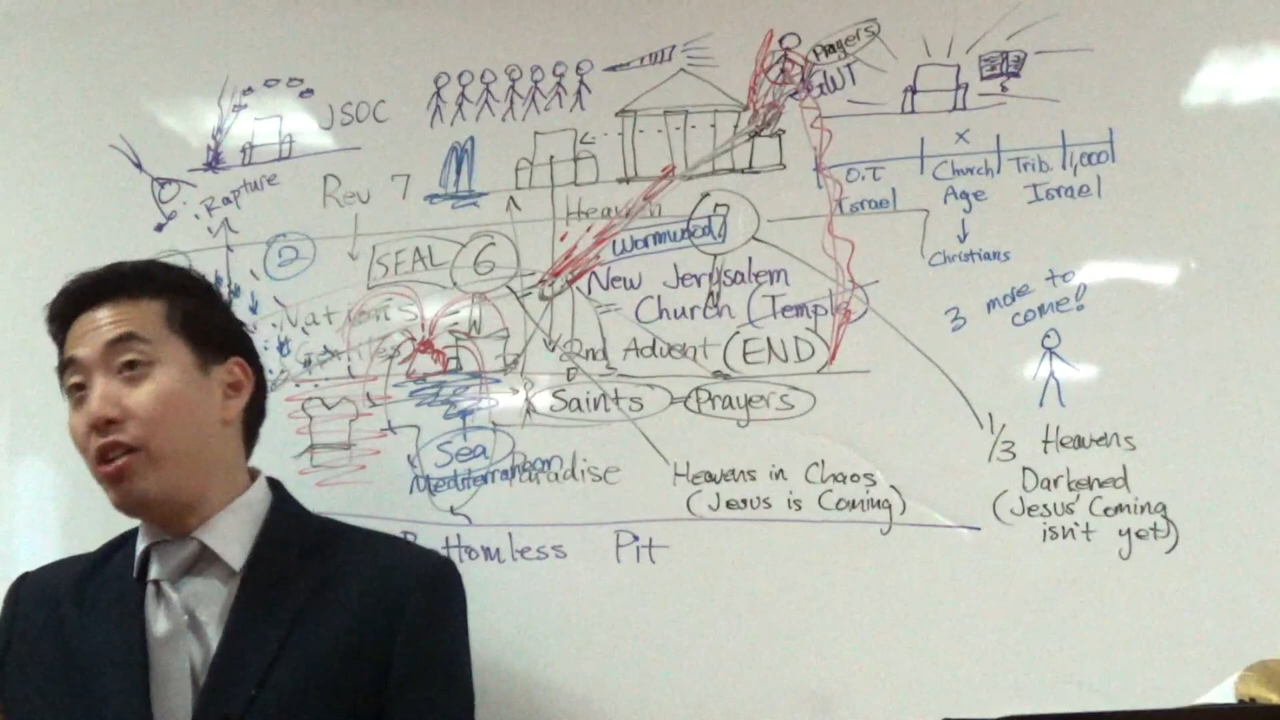 Prayers
GWT
JSOC
Rapture
Rev 7
Heaven
O.T
Israel
x
Church
Age
Trib.
1,000
Israel
Christians
2
SEAL 6
Wormwood
7
New Jerusalem
Church (Temple
Nations
2nd Advent (END)
3 more to
come!
Saints = Prayers
Sea
Mediterranean
Paradise
Heavens in Chaos
(Jesus is Coming)
1/3 Heavens
Darkened
(Jesus' Coming
isn't yet)
Bottomless Pit